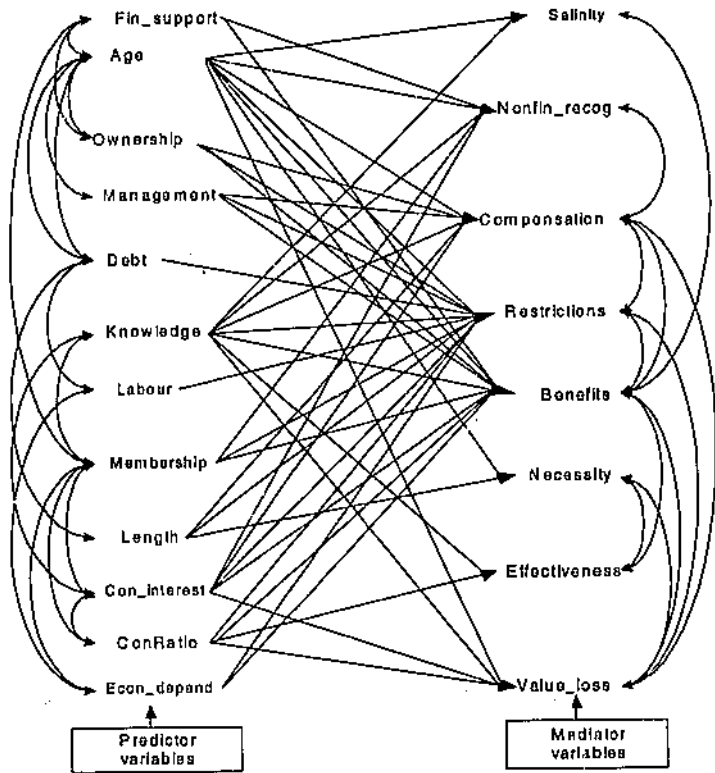 Fin_support
Age
Ownership
Management
Debt
Knowledge
Labour
Membership
Length
Con_interest
ConRatio
Econ_depend
Predictor
variables
Salinity
Nonfin_recog
Compensation
Restrictions
Benefits
Necessity
Effectiveness
Value_loss
Mediator
variables